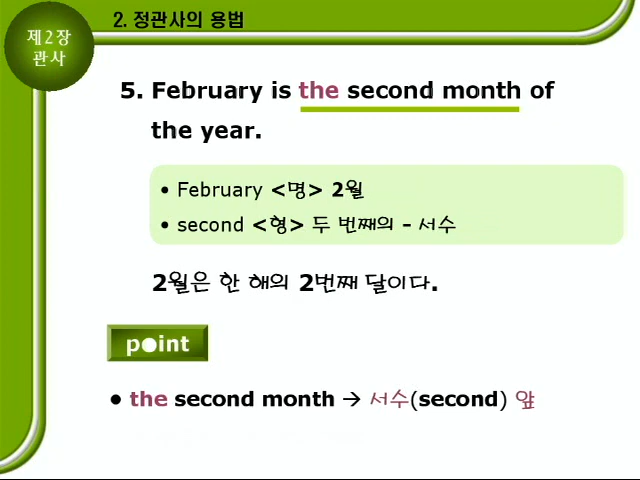 제2장
관사
2. 정관사의 용법
5. February is the second month of
the year.
• February <명> 2월
• second <형> 두 번째의 - 서수
2월은 한 해의 2번째 달이다.
point
• the second month → 서수(second) 앞